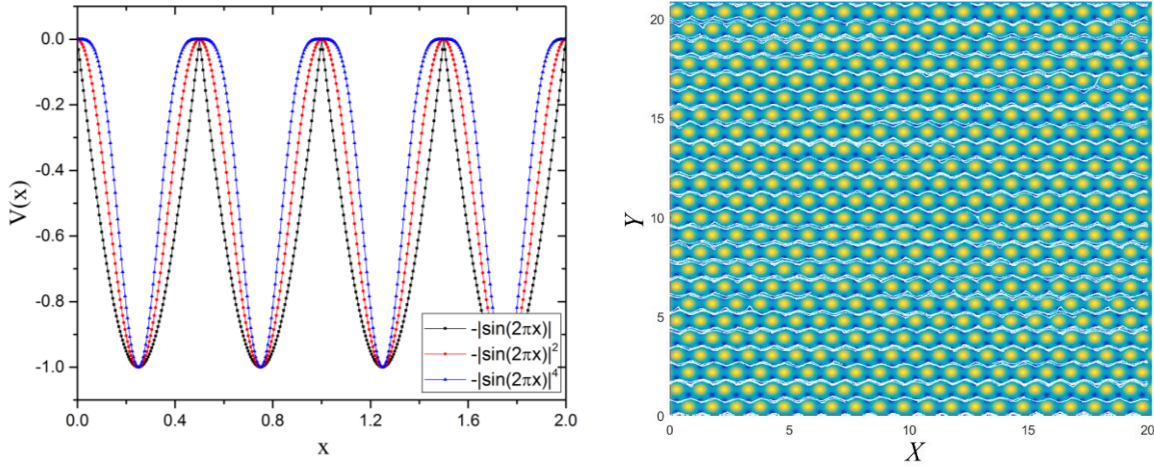 0.0
-0.2
-0.4
-0.6
-0.8
-1.0
V(x)
0.0 0.4 0.8 1.2 1.6 2.0
x
-|sin(2πx)|
-|sin(2πx)|²
-|sin(2πx)|⁴
20
15
10
5
0
Y
0 5 10 15 20
X